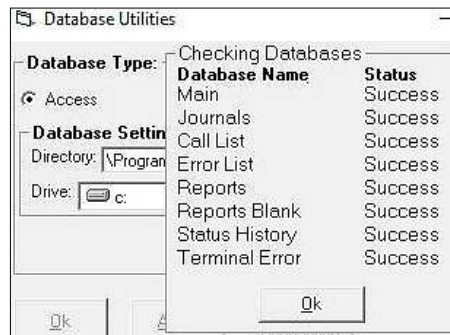 Database Utilities
Database Type:
Access
Database Settin
Directory: \Program
Drive: c:
Ok
Checking Databases
Database Name Status
Main Success
Journals Success
Call List Success
Error List Success
Reports Success
Reports Blank Success
Status History Success
Terminal Error Success
Ok